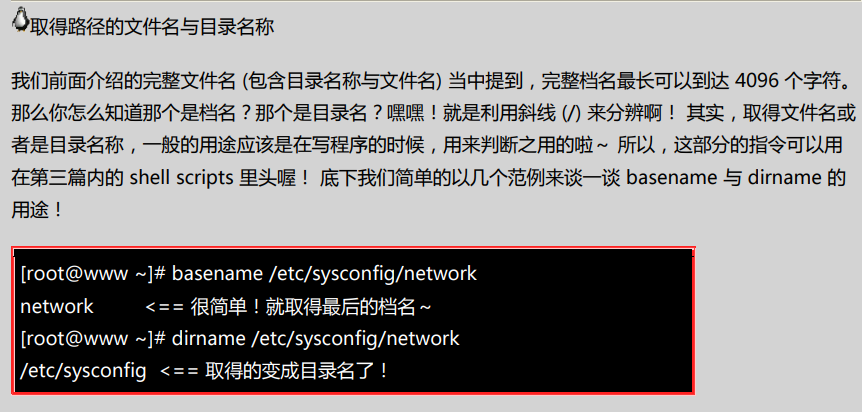 取得路径的文件名与目录名称
我们前面介绍的完整文件名 (包含目录名称与文件名) 当中提到，完整档名最长可以到达 4096 个字符。
那么你怎么知道那个是档名？那个是目录名？嘿嘿！就是利用斜线 (/) 来分辨啊！ 其实，取得文件名或
者是目录名称，一般的用途应该是在写程序的时候，用来判断之用的啦～ 所以，这部分的指令可以用
在第三篇内的 shell scripts 里头喔！ 底下我们简单的以几个范例来谈一谈 basename 与 dirname 的
用途！
[root@www ~]# basename /etc/sysconfig/network
network <== 很简单！就取得最后的档名～
[root@www ~]# dirname /etc/sysconfig/network
/etc/sysconfig <== 取得的变成目录名了！